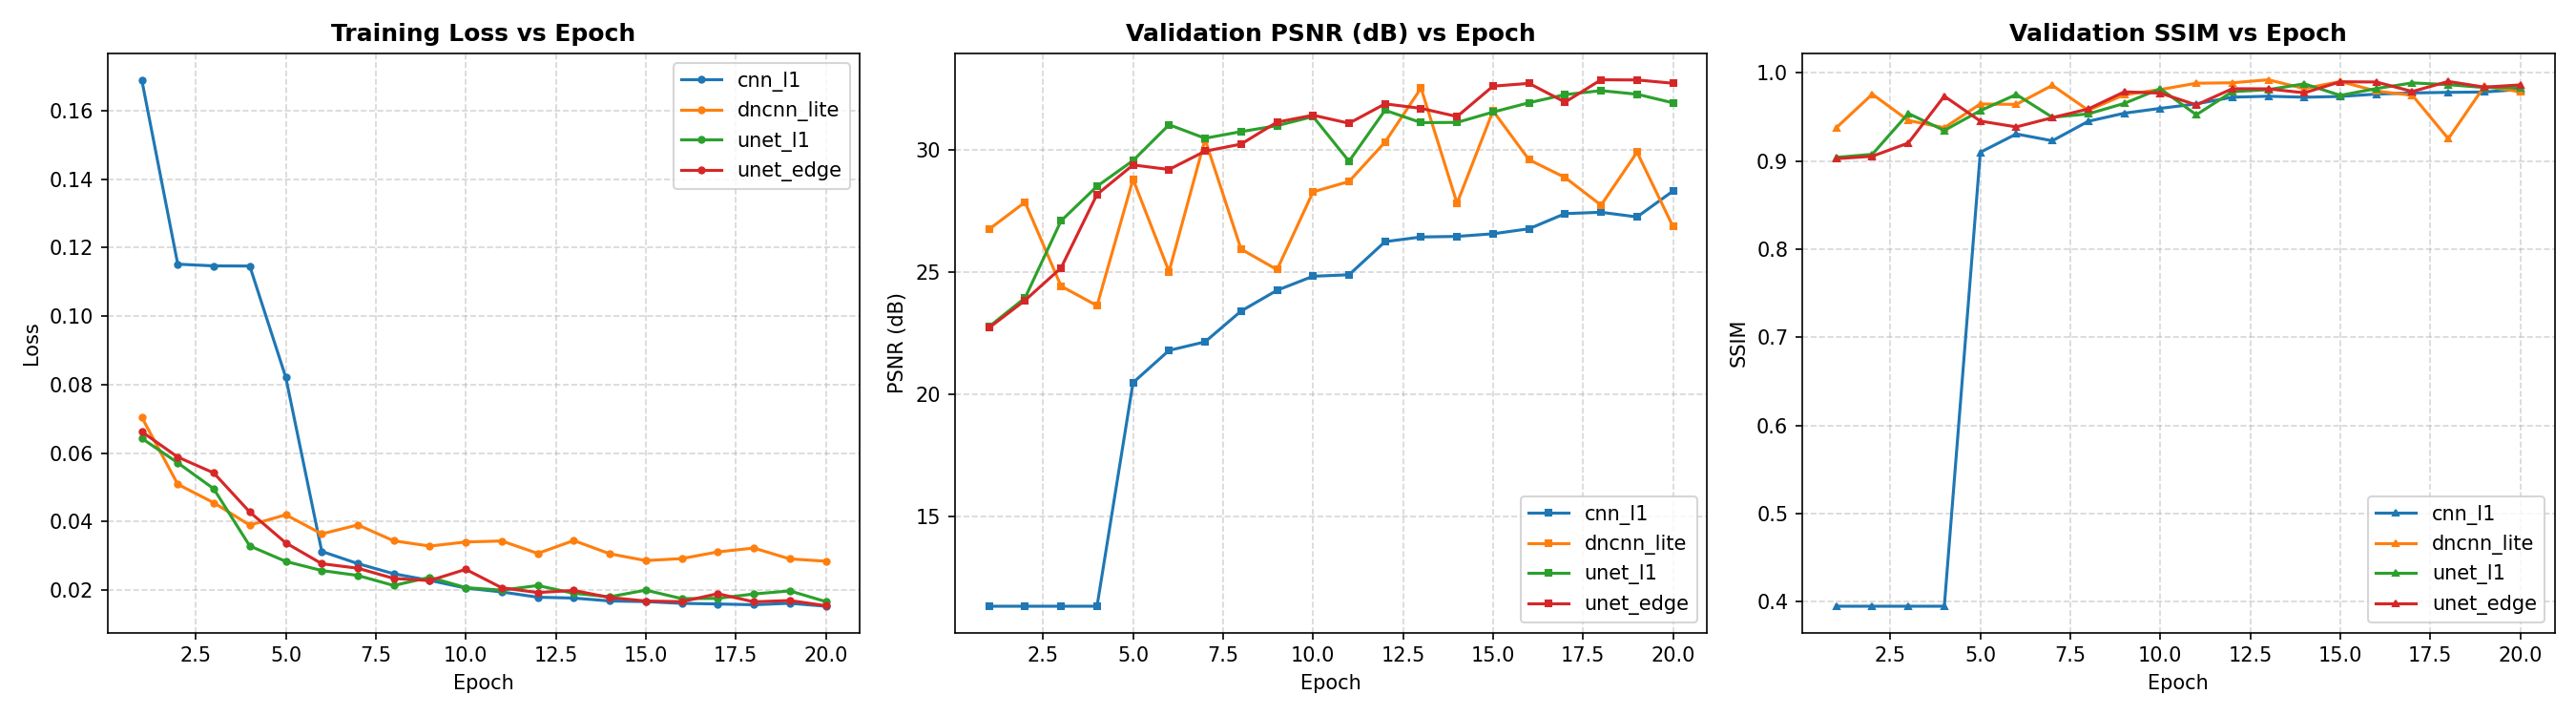 Training Loss vs Epoch
Loss
0.16
0.14
0.12
0.10
0.08
0.06
0.04
0.02
2.5 5.0 7.5 10.0 12.5 15.0 17.5 20.0
Epoch
cnn_l1
dncnn_lite
unet_l1
unet_edge
Validation PSNR (dB) vs Epoch
PSNR (dB)
30
25
20
15
2.5 5.0 7.5 10.0 12.5 15.0 17.5 20.0
Epoch
cnn_l1
dncnn_lite
unet_l1
unet_edge
Validation SSIM vs Epoch
SSIM
1.0
0.9
0.8
0.7
0.6
0.5
0.4
2.5 5.0 7.5 10.0 12.5 15.0 17.5 20.0
Epoch
cnn_l1
dncnn_lite
unet_l1
unet_edge